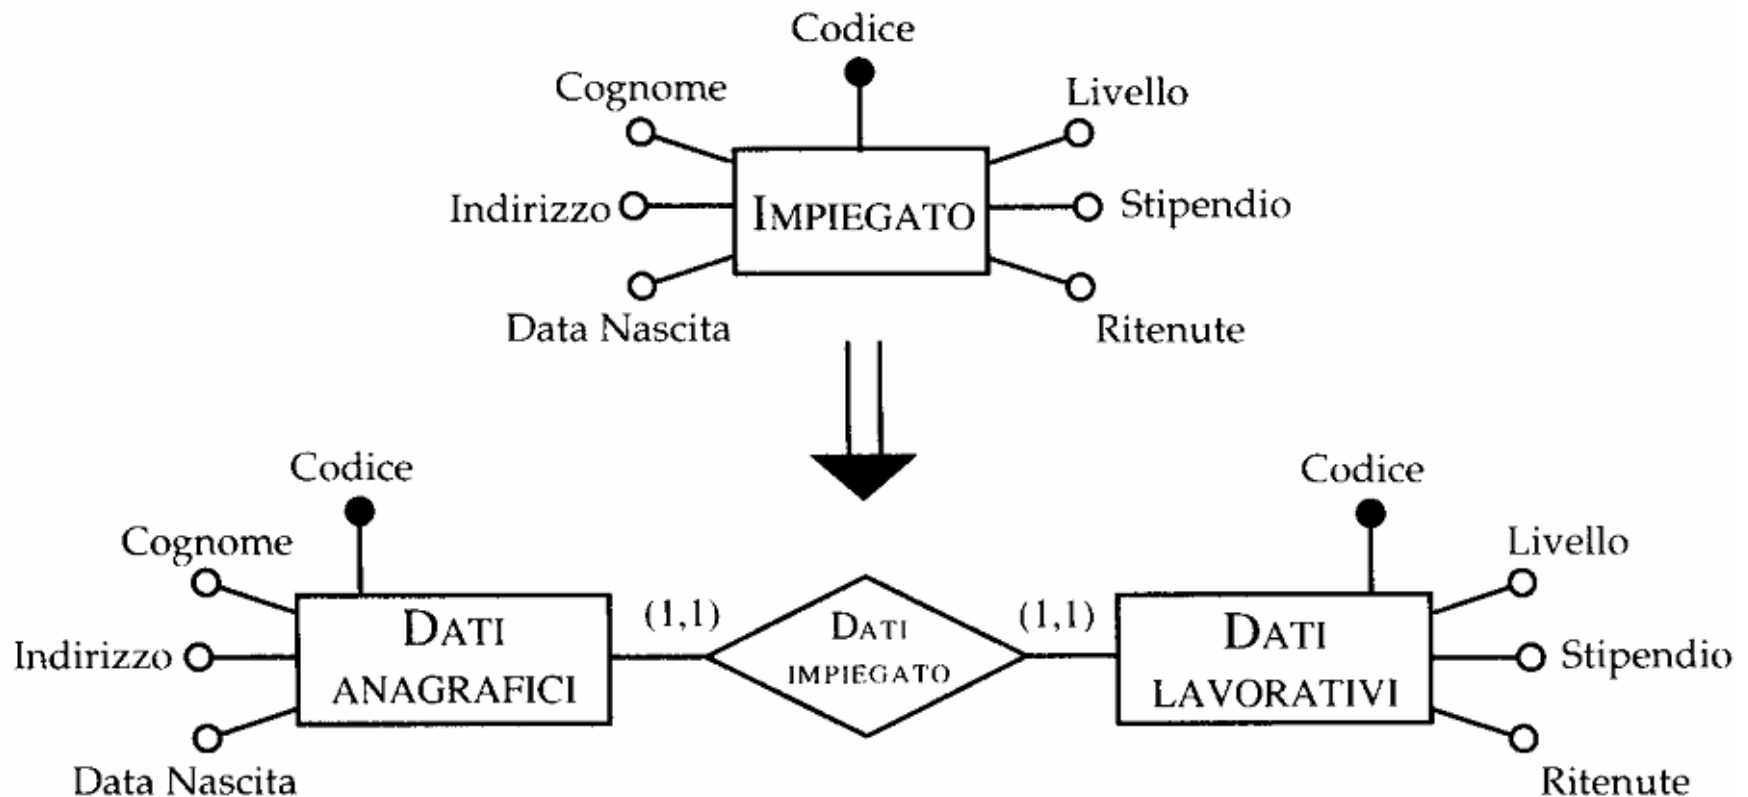 Codice
Cognome
Livello
Indirizzo
IMPIEGATO
Stipendio
Data Nascita
Ritenute
Codice
Codice
Cognome
Livello
Indirizzo
DATI
ANAGRAFICI
(1,1)
DATI
IMPIEGATO
(1,1)
DATI
LAVORATIVI
Stipendio
Data Nascita
Ritenute